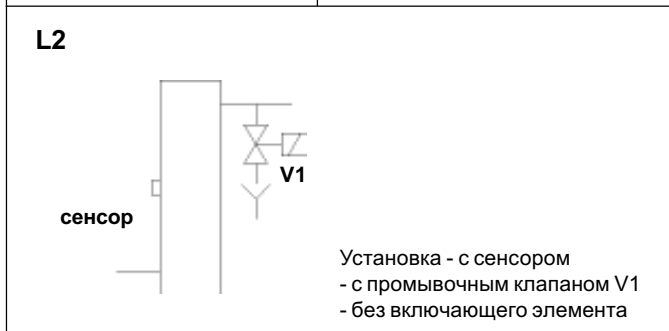 L2
V1
сенсор
Установка - с сенсором
- с промывочным клапаном V1
- без включающего элемента